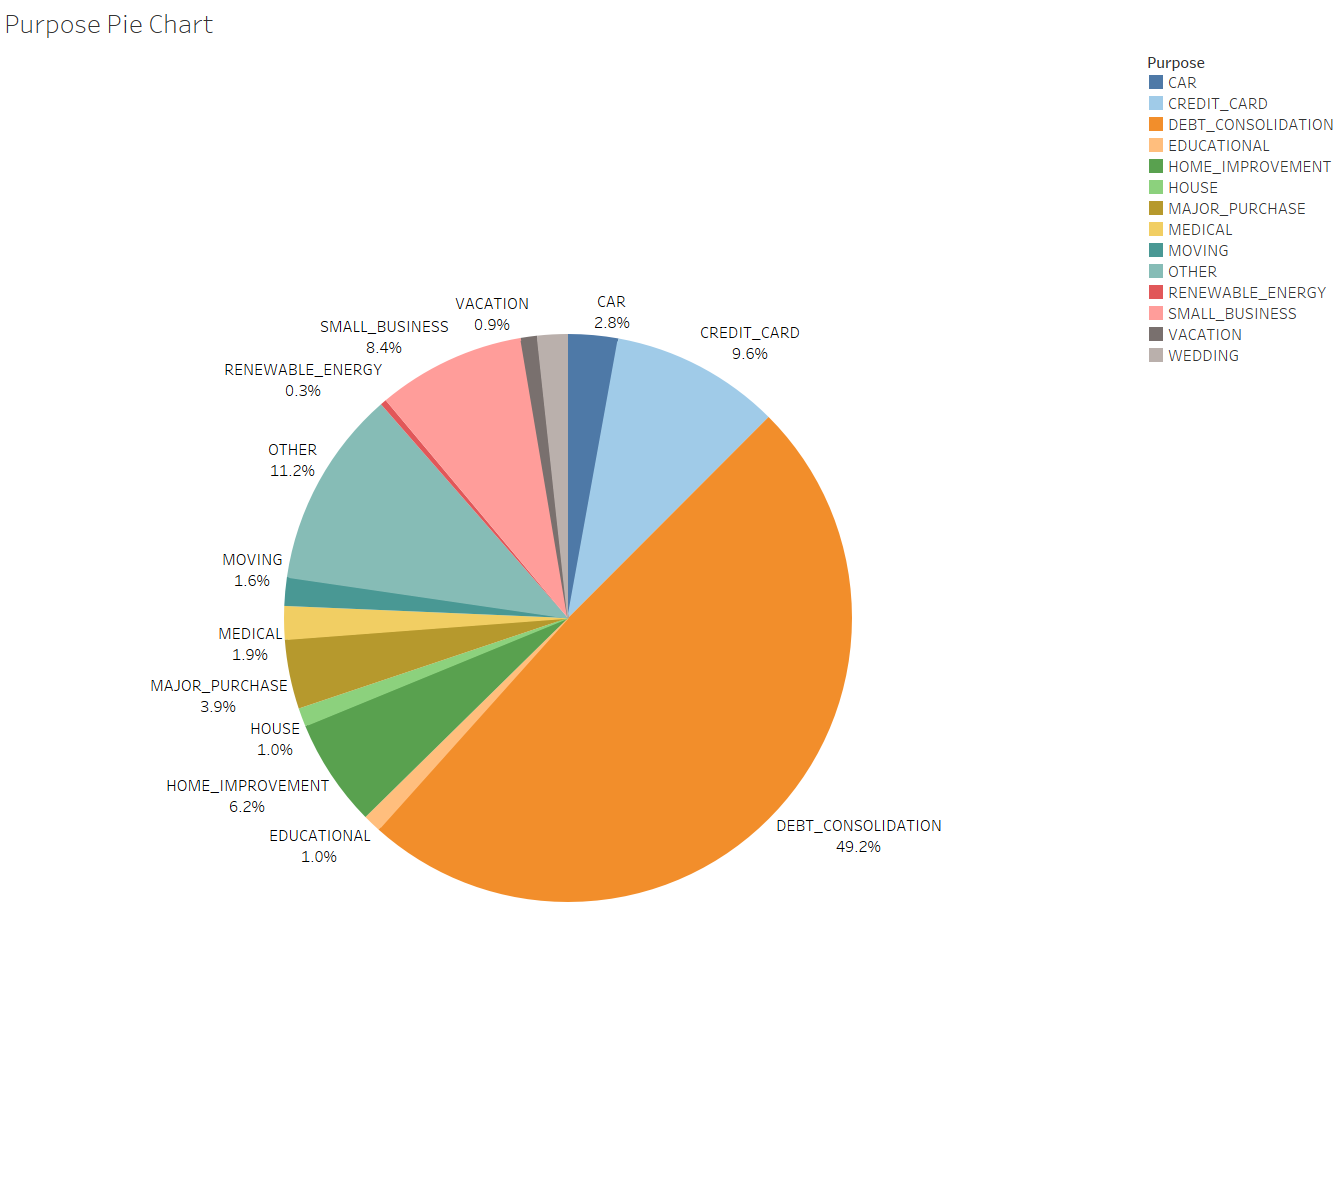 Purpose Pie Chart
Purpose
CAR
CREDIT_CARD
DEBT_CONSOLIDATION
EDUCATIONAL
HOME_IMPROVEMENT
HOUSE
MAJOR_PURCHASE
MEDICAL
MOVING
OTHER
RENEWABLE_ENERGY
SMALL_BUSINESS
VACATION
WEDDING
CAR
2.8%
CREDIT_CARD
9.6%
DEBT_CONSOLIDATION
49.2%
EDUCATIONAL
1.0%
HOME_IMPROVEMENT
6.2%
HOUSE
1.0%
MAJOR_PURCHASE
3.9%
MEDICAL
1.9%
MOVING
1.6%
OTHER
11.2%
RENEWABLE_ENERGY
0.3%
SMALL_BUSINESS
8.4%
VACATION
0.9%